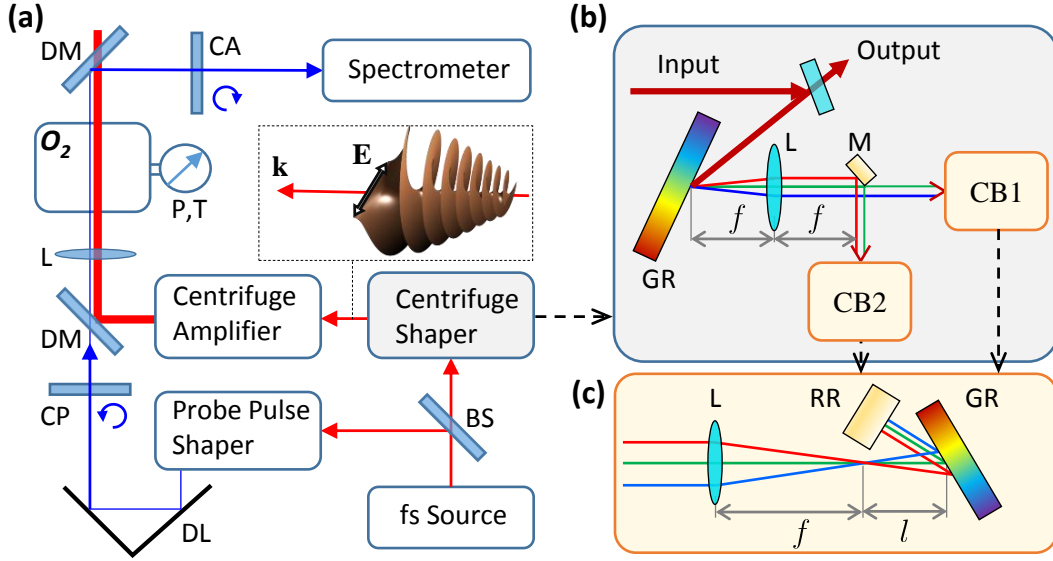 (a)
DM
CA
Spectrometer
O2
P,T
k
E
L
DM
Centrifuge
Amplifier
Centrifuge
Shaper
CP
Probe Pulse
Shaper
BS
DL
fs Source
(b)
Input
Output
L
M
CB1
f
f
GR
CB2
(c)
L
RR
GR
f
l